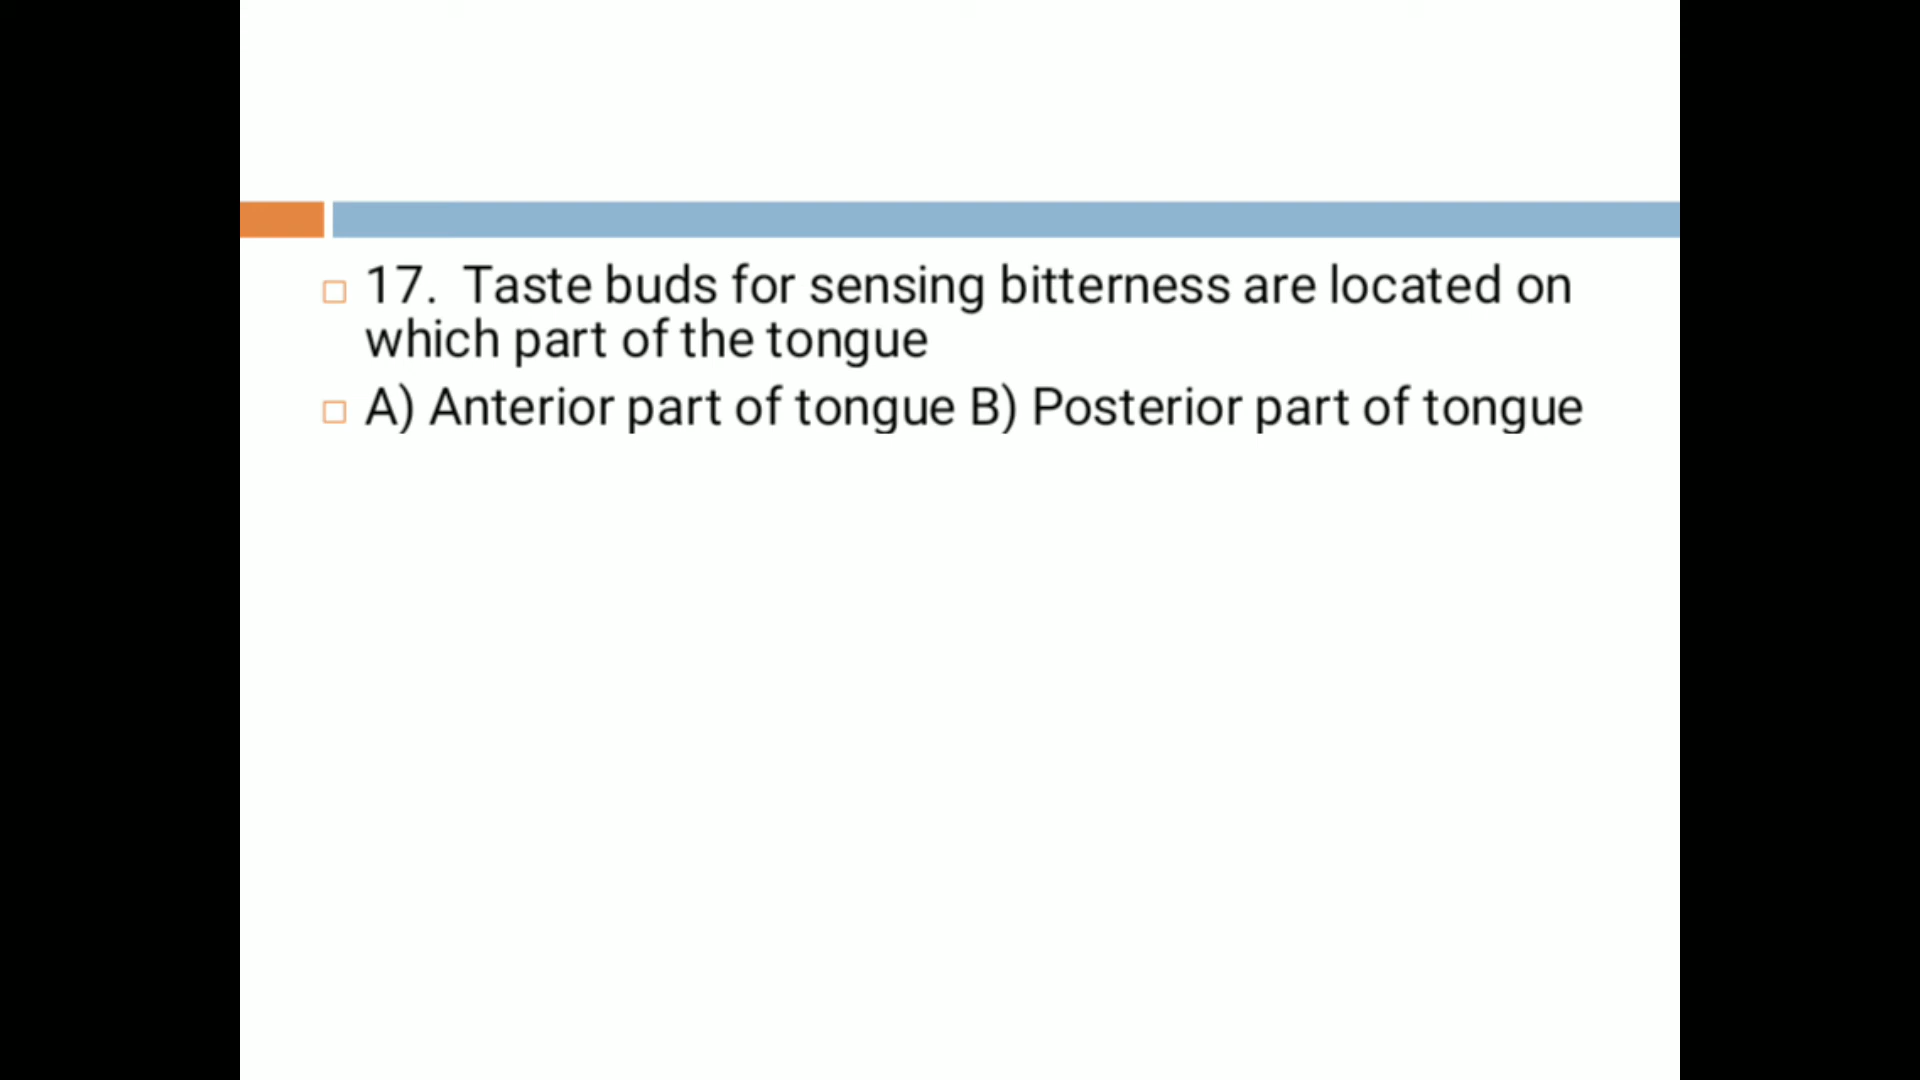 17.  Taste buds for sensing bitterness are located on
which part of the tongue
A) Anterior part of tongue B) Posterior part of tongue